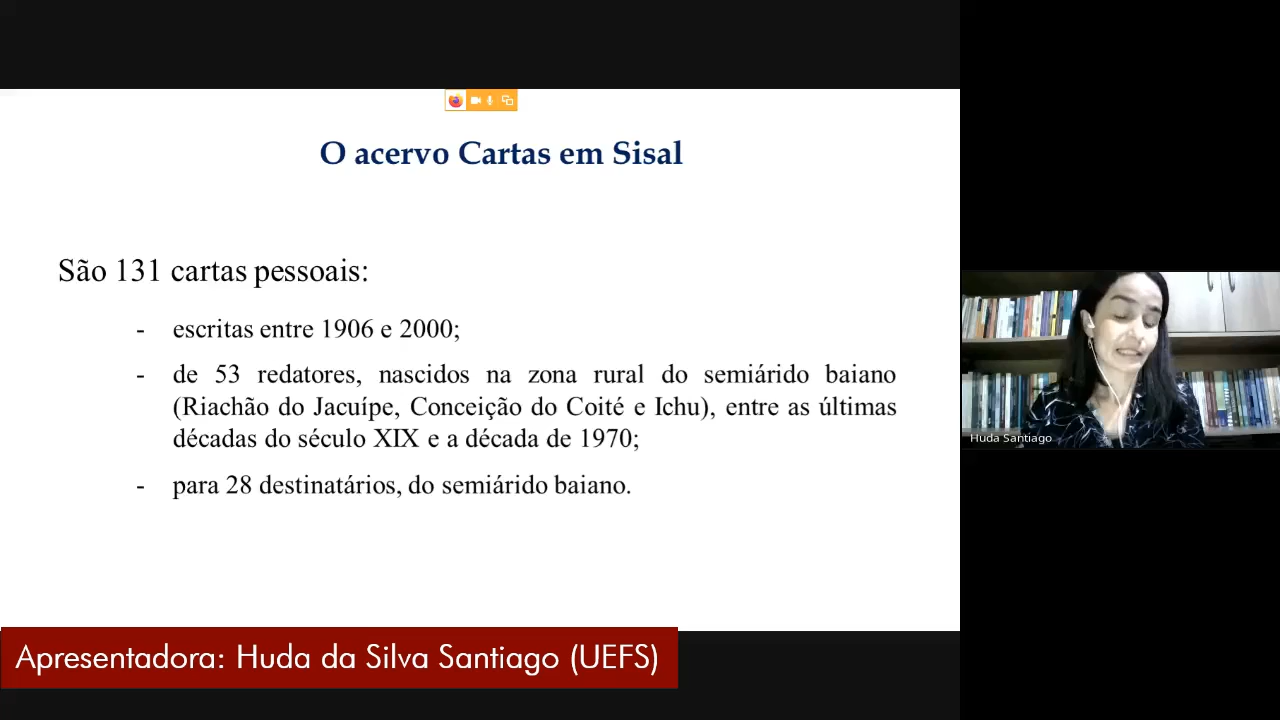 O acervo Cartas em Sisal
São 131 cartas pessoais:
- escritas entre 1906 e 2000;
- de 53 redatores, nascidos na zona rural do semiárido baiano
(Riachão do Jacuípe, Conceição do Coité e Ichu), entre as últimas
décadas do século XIX e a década de 1970;
- para 28 destinatários, do semiárido baiano.
Huda Santiago
Apresentadora: Huda da Silva Santiago (UEFS)